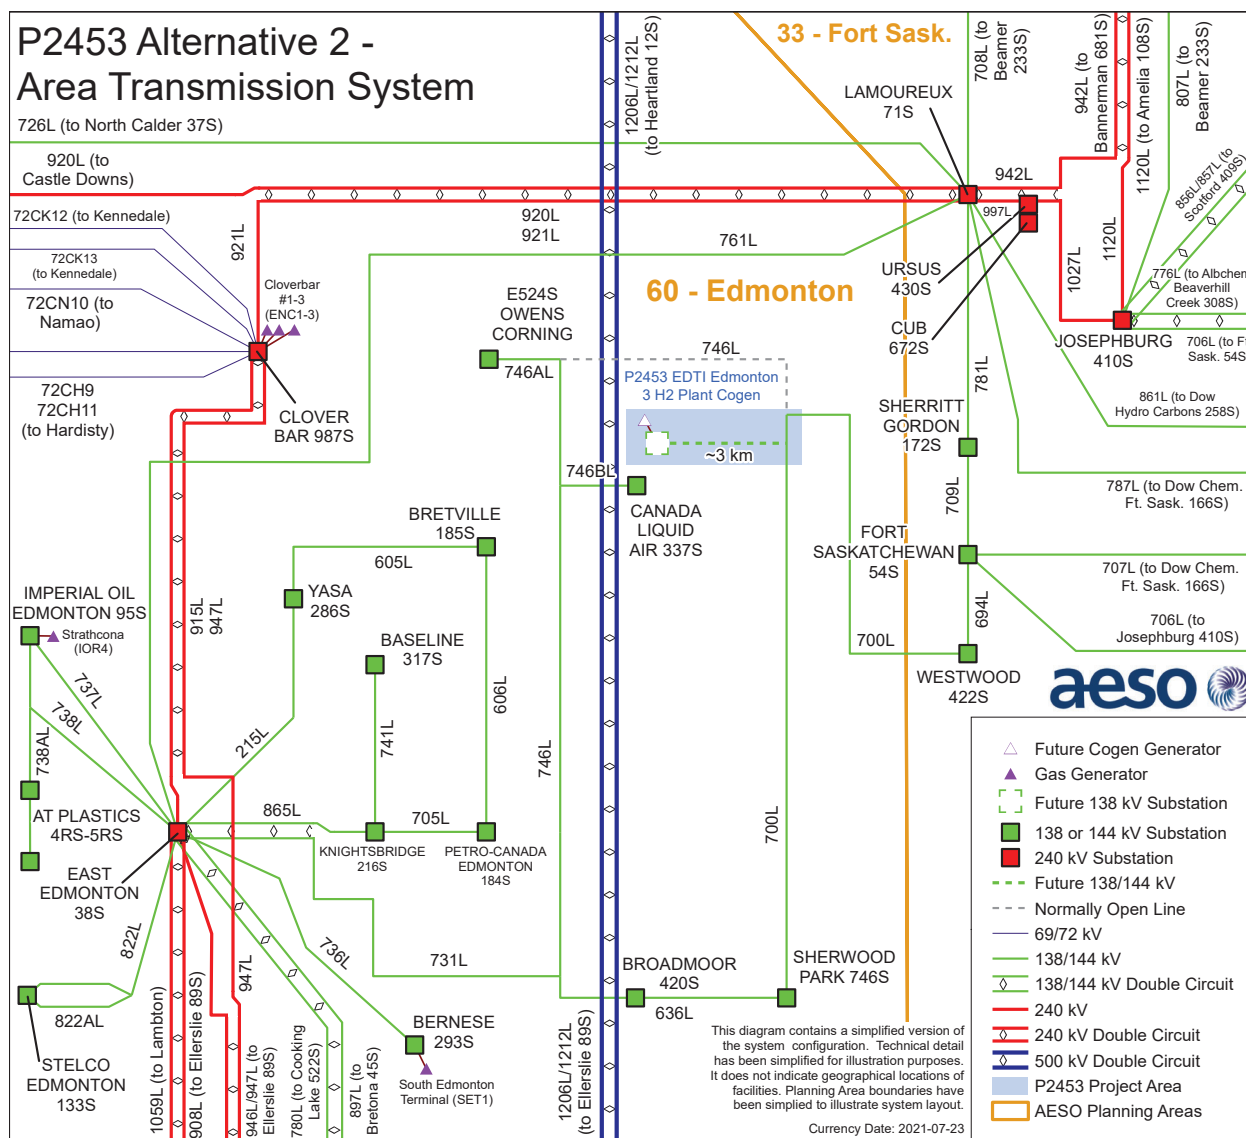 P2453 Alternative 2 -
Area Transmission System
726L (to North Calder 37S)
920L (to
Castle Downs)
72CK12 (to Kennedale)
72CK13
(to Kennedale)
72CN10 (to
Namao)
72CH9
72CH11
(to Hardisty)
921L
Cloverbar
#1-3
(ENC1-3)
CLOVER
BAR 987S
1206L/1212L
(to Heartland 12S)
33 - Fort Sask.
708L (to
Beamer
233S)
LAMOUREUX
71S
942L (to
Bannerman 681S)
1120L (to Amelia 108S)
807L (to
Beamer 233S)
856L/857L (to
Scotford 409S)
942L
997L
920L
921L
761L
URSUS
430S
CUB
672S
1027L
1120L
776L (to Albchem
Beaverhill
Creek 308S)
JOSEPHBURG
410S
706L (to Ft
Sask. 54S
60 - Edmonton
E524S
OWENS
CORNING
746AL
746L
P2453 EDTI Edmonton
3 H2 Plant Cogen
~3 km
746BL
CANADA
LIQUID
AIR 337S
781L
SHERRITT
GORDON
172S
861L (to Dow
Hydro Carbons 258S)
709L
787L (to Dow Chem.
Ft. Sask. 166S)
FORT
SASKATCHEWAN
54S
707L (to Dow Chem.
Ft. Sask. 166S)
694L
706L (to
Josephburg 410S)
700L
WESTWOOD
422S
BRETVILLE
185S
605L
YASA
286S
IMPERIAL OIL
EDMONTON 95S
Strathcona
(IOR4)
915L
947L
BASELINE
317S
737L
738L
738AL
215L
741L
606L
746L
700L
AT PLASTICS
4RS-5RS
865L
705L
KNIGHTSBRIDGE
216S
PETRO-CANADA
EDMONTON
184S
EAST
EDMONTON
38S
822L
822AL
STELCO
EDMONTON
133S
947L
736L
731L
BERNESE
293S
South Edmonton
Terminal (SET1)
1059L (to Lambton)
908L (to Ellerslie 89S)
946L/947L (to
Ellerslie 89S)
780L (to Cooking
Lake 522S)
897L (to
Bretona 45S)
1206L/1212L
(to Ellerslie 89S)
BROADMOOR
420S
636L
SHERWOOD
PARK 746S
This diagram contains a simplified version of
the system configuration. Technical detail
has been simplified for illustration purposes.
It does not indicate geographical locations of
facilities. Planning Area boundaries have
been simplied to illustrate system layout.
Currency Date: 2021-07-23
aeso
Future Cogen Generator
Gas Generator
Future 138 kV Substation
138 or 144 kV Substation
240 kV Substation
Future 138/144 kV
Normally Open Line
69/72 kV
138/144 kV
138/144 kV Double Circuit
240 kV
240 kV Double Circuit
500 kV Double Circuit
P2453 Project Area
AESO Planning Areas